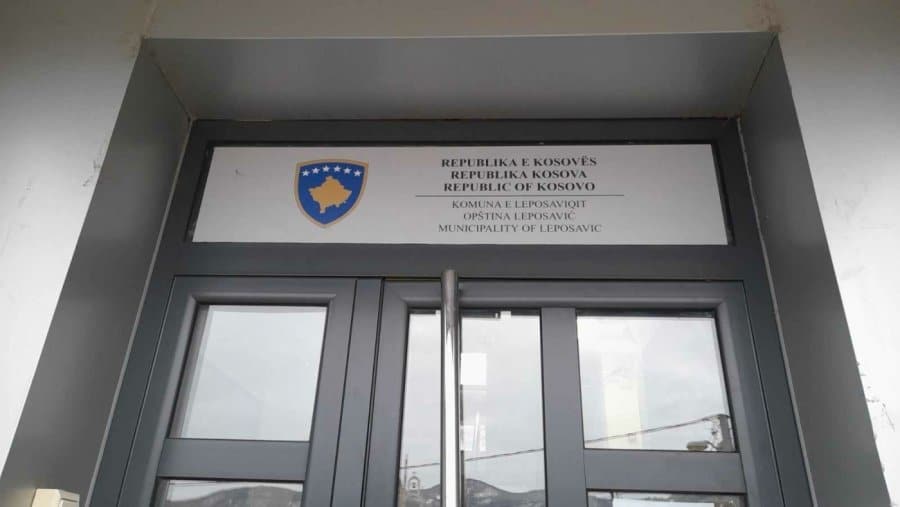 REPUBLIKA E KOSOVËS
REPUBLIKA KOSOVA
REPUBLIC OF KOSOVO
KOMUNA E LEPOSAVIQIT
OPŠTINA LEPOSAVIĆ
MUNICIPALITY OF LEPOSAVIC